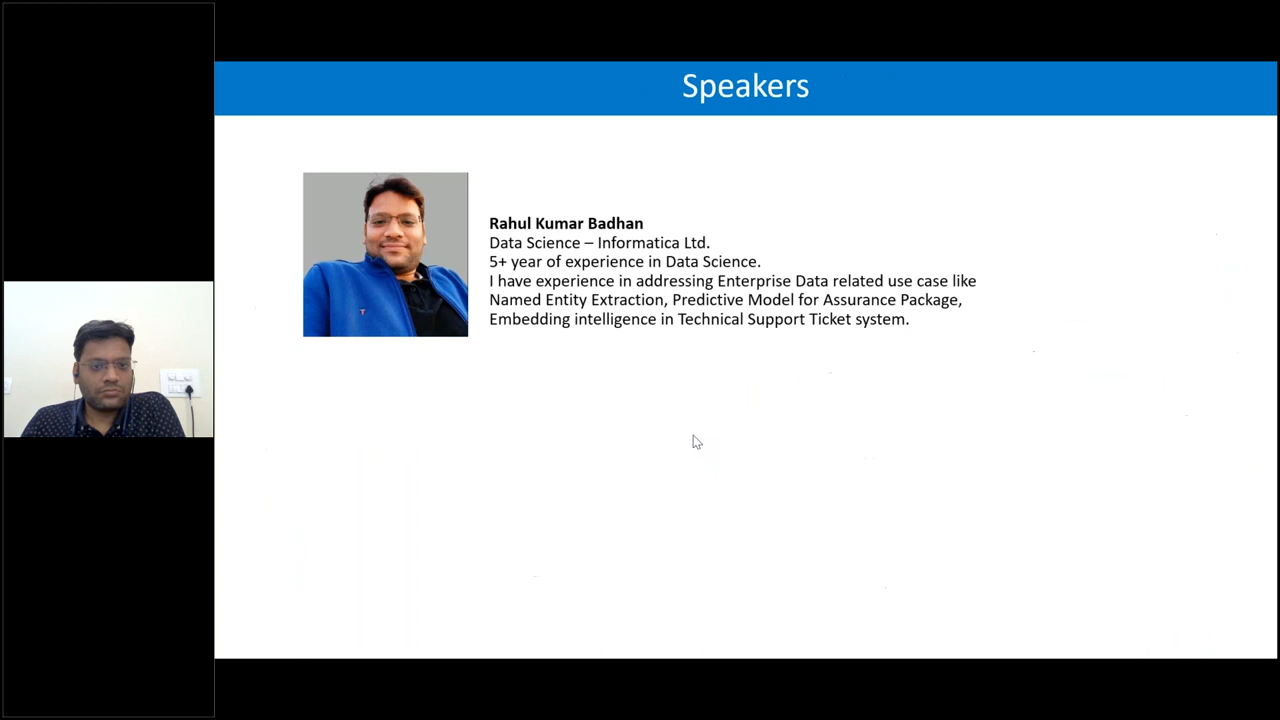 Speakers
Rahul Kumar Badhan
Data Science – Informatica Ltd.
5+ year of experience in Data Science.
I have experience in addressing Enterprise Data related use case like
Named Entity Extraction, Predictive Model for Assurance Package,
Embedding intelligence in Technical Support Ticket system.